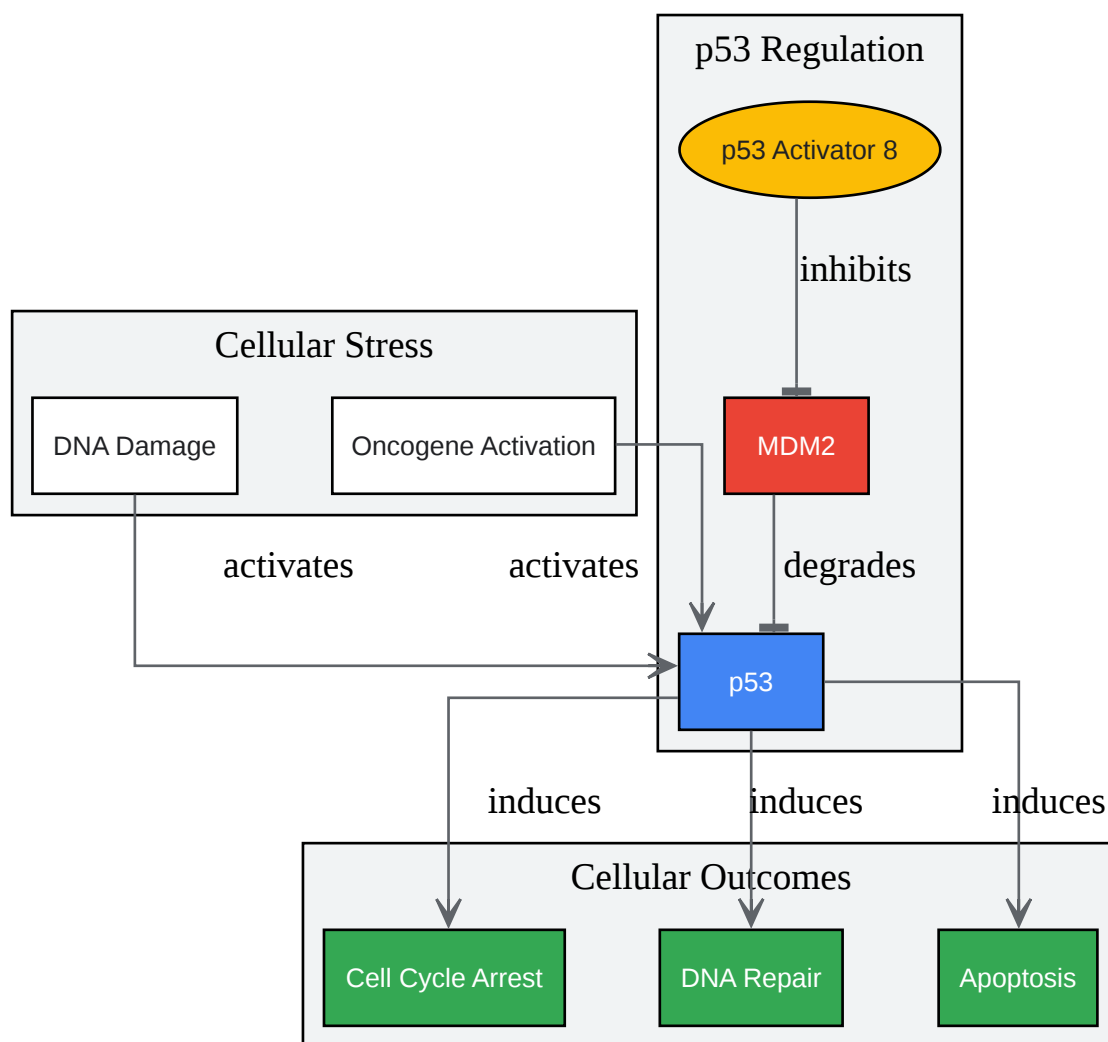 p53 Regulation
p53 Activator 8
inhibits
Cellular Stress
DNA Damage
Oncogene Activation
MDM2
activates
activates
degrades
p53
induces
induces
induces
Cellular Outcomes
Cell Cycle Arrest
DNA Repair
Apoptosis